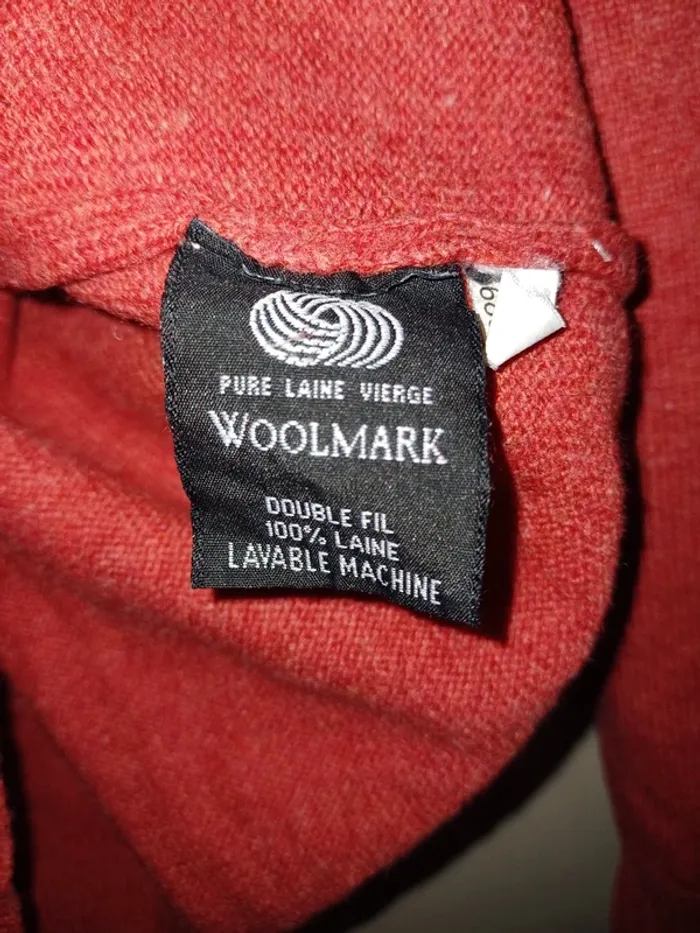 PURE LAINE VIERGE
WOOLMARK
DOUBLE FIL
100% LAINE
LAVABLE MACHINE